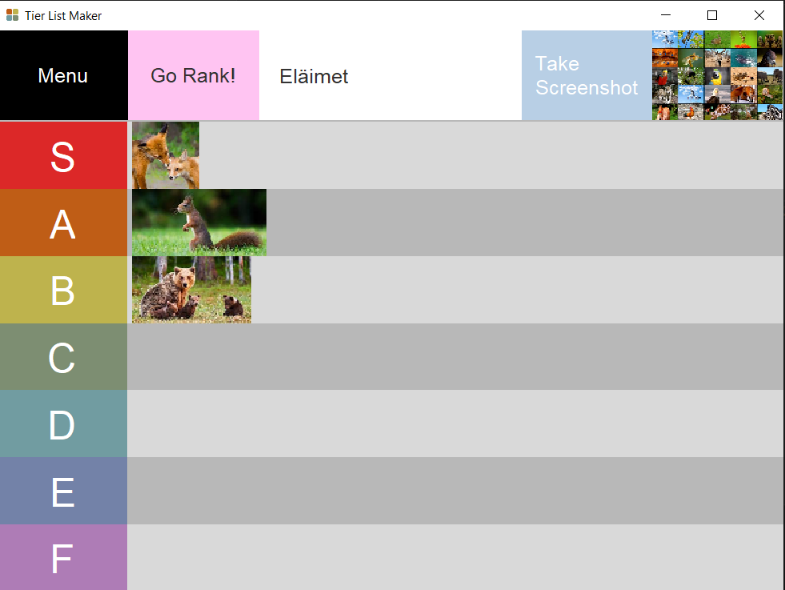 Tier List Maker
Menu
Go Rank!
Eläimet
Take
Screenshot
S
A
B
C
D
E
F